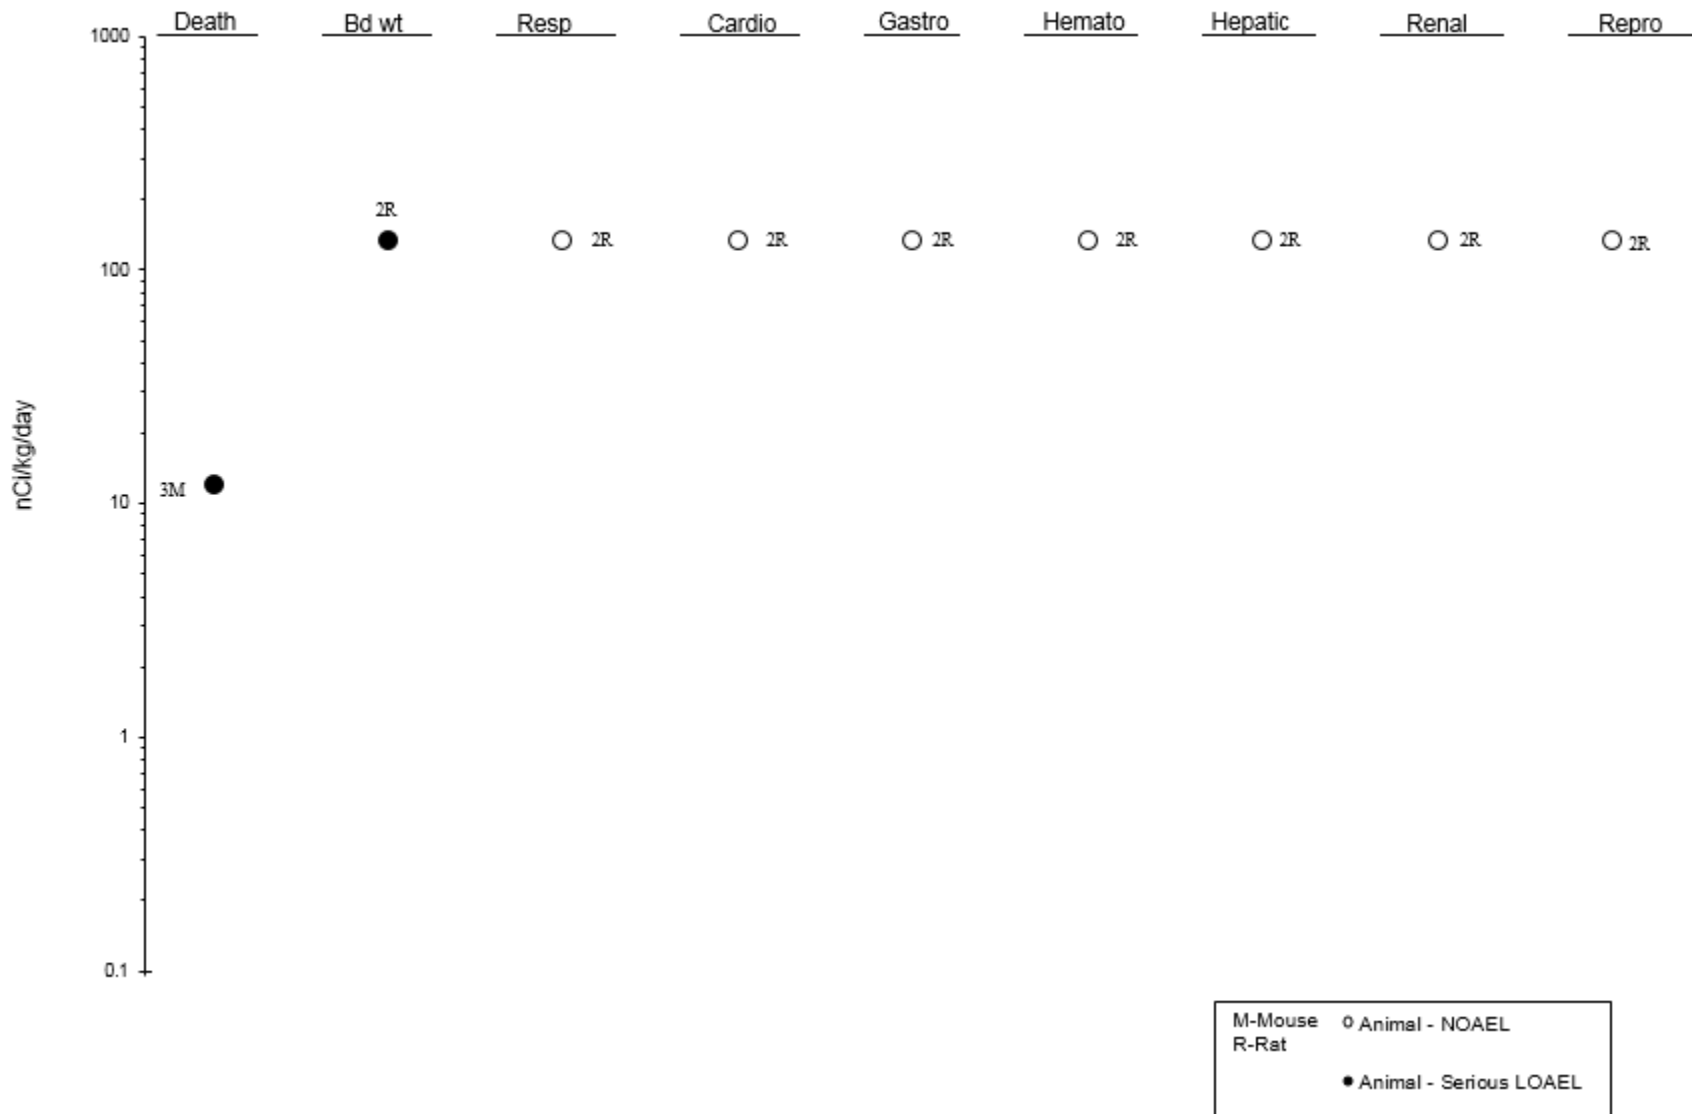 Death Bd wt Resp Cardio Gastro Hemato Hepatic Renal Repro
1000
2R
2R 2R 2R 2R 2R 2R 2R
100
nCi/kg/day
3M
10
1
0.1
M-Mouse Animal - NOAEL
R-Rat
Animal - Serious LOAEL